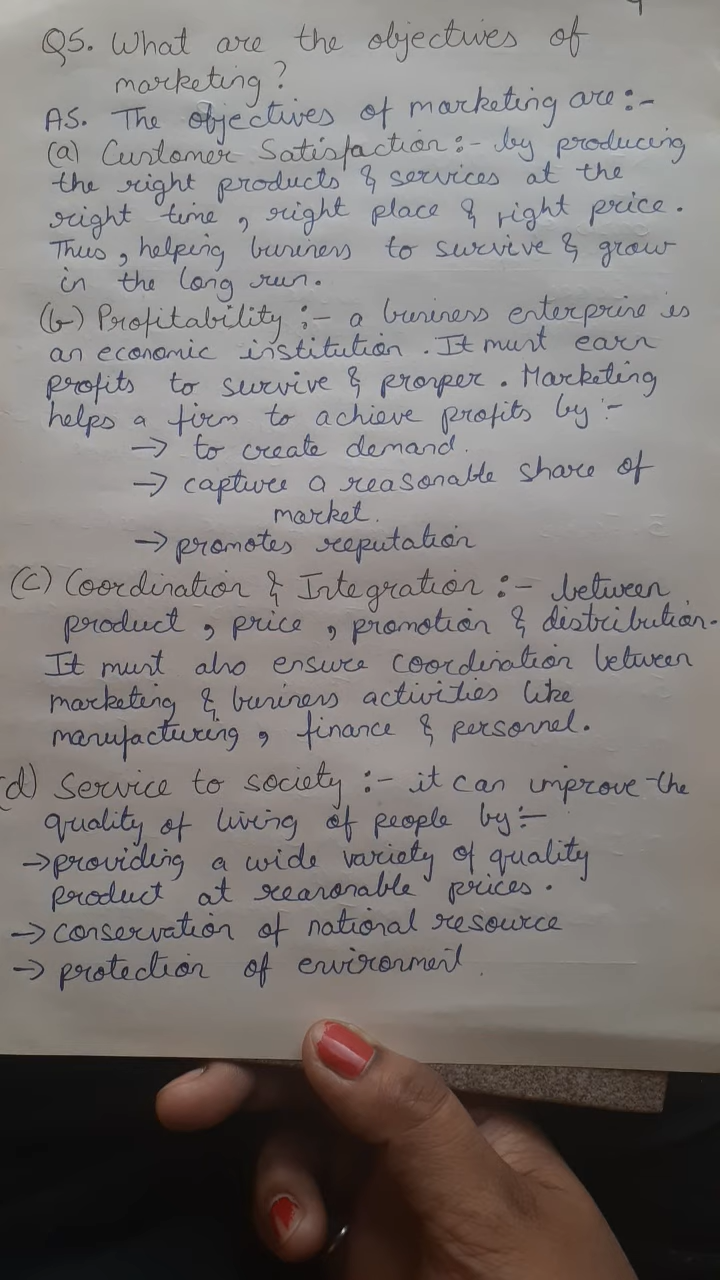 Q5. What are the objectives of
marketing?
A5. The objectives of marketing are:-
(a) Customer Satisfaction:- by producing
the right products & services at the
right time, right place & right price.
Thus, helping business to survive & grow
in the long run.
(b) Profitability:- a business enterprise is
an economic institution. It must earn
profits to survive & prosper. Marketing
helps a firm to achieve profits by:-
→ to create demand.
→ capture a reasonable share of
market.
→ promotes reputation
(c) Coordination & Integration:- between
product, price, promotion & distribution.
It must also ensure coordination between
marketing & business activities like
manufacturing, finance & personnel.
(d) Service to society:- it can improve the
quality of living of people by:-
→ providing a wide variety of quality
product at reasonable prices.
→ conservation of national resource
→ protection of environment.